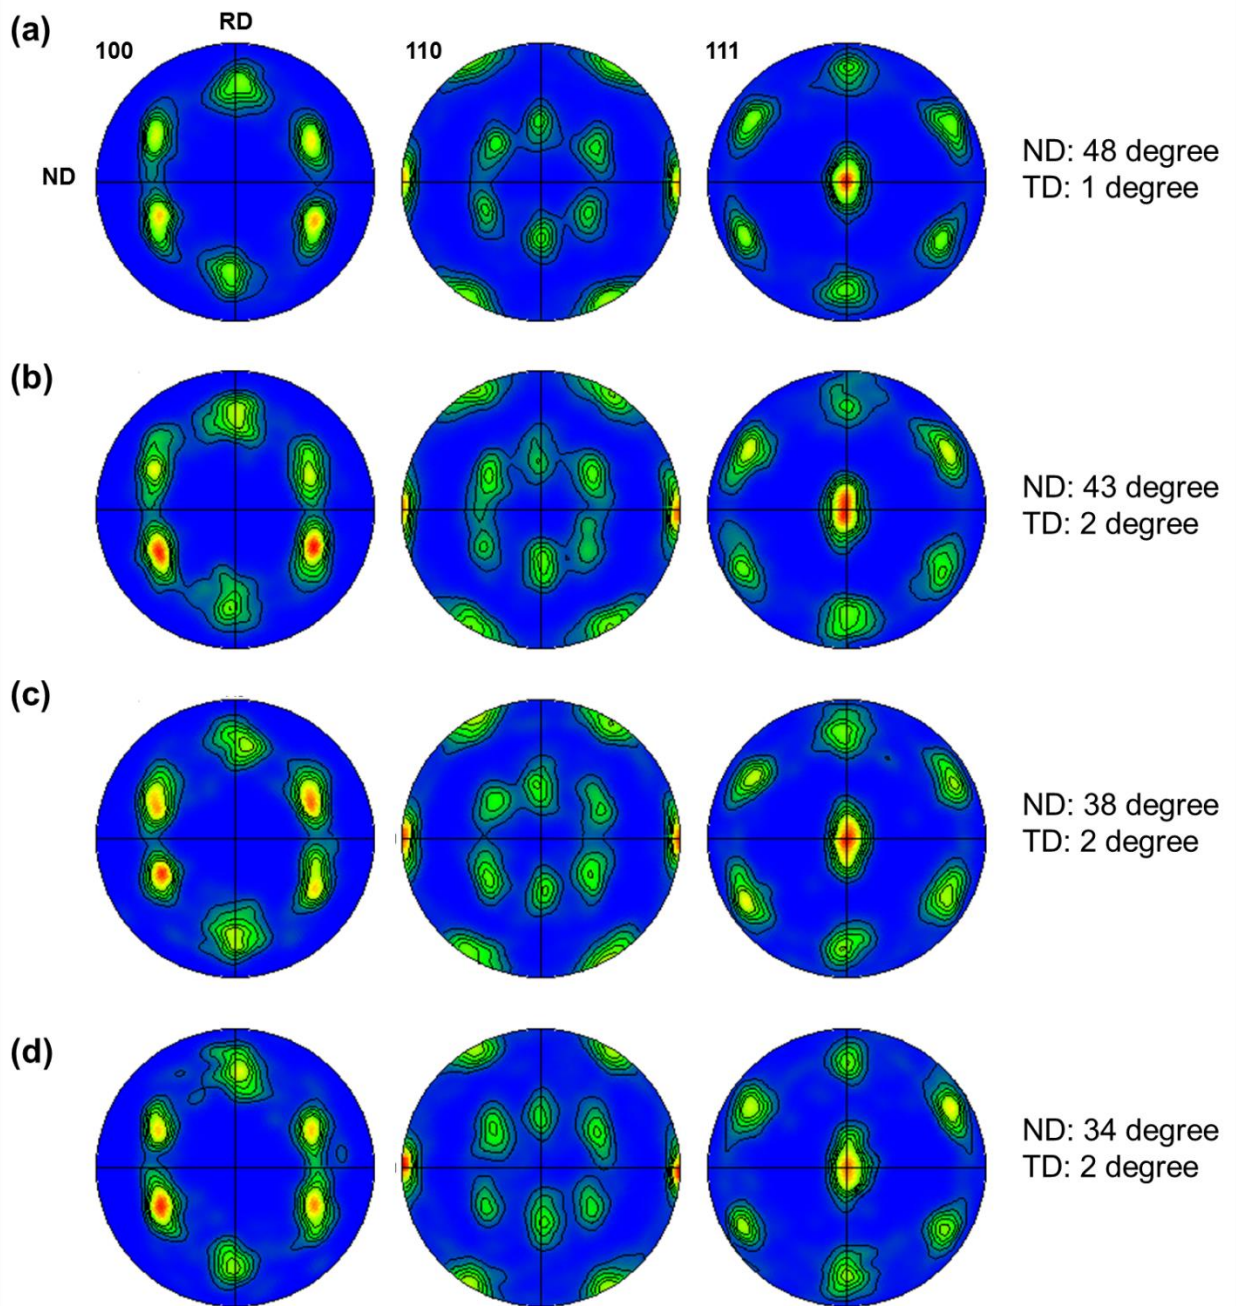 (a)
RD
100
110
111
ND
ND: 48 degree
TD: 1 degree
(b)
ND: 43 degree
TD: 2 degree
(c)
ND: 38 degree
TD: 2 degree
(d)
ND: 34 degree
TD: 2 degree